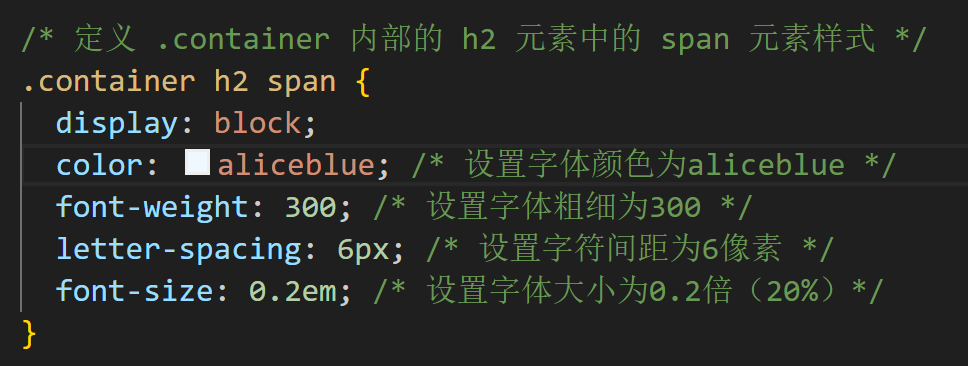 /* 定义 .container 内部的 h2 元素中的 span 元素样式 */
.container h2 span {
display: block;
color: aliceblue; /* 设置字体颜色为aliceblue */
font-weight: 300; /* 设置字体粗细为300 */
letter-spacing: 6px; /* 设置字符间距为6像素 */
font-size: 0.2em; /* 设置字体大小为0.2倍（20%）*/
}